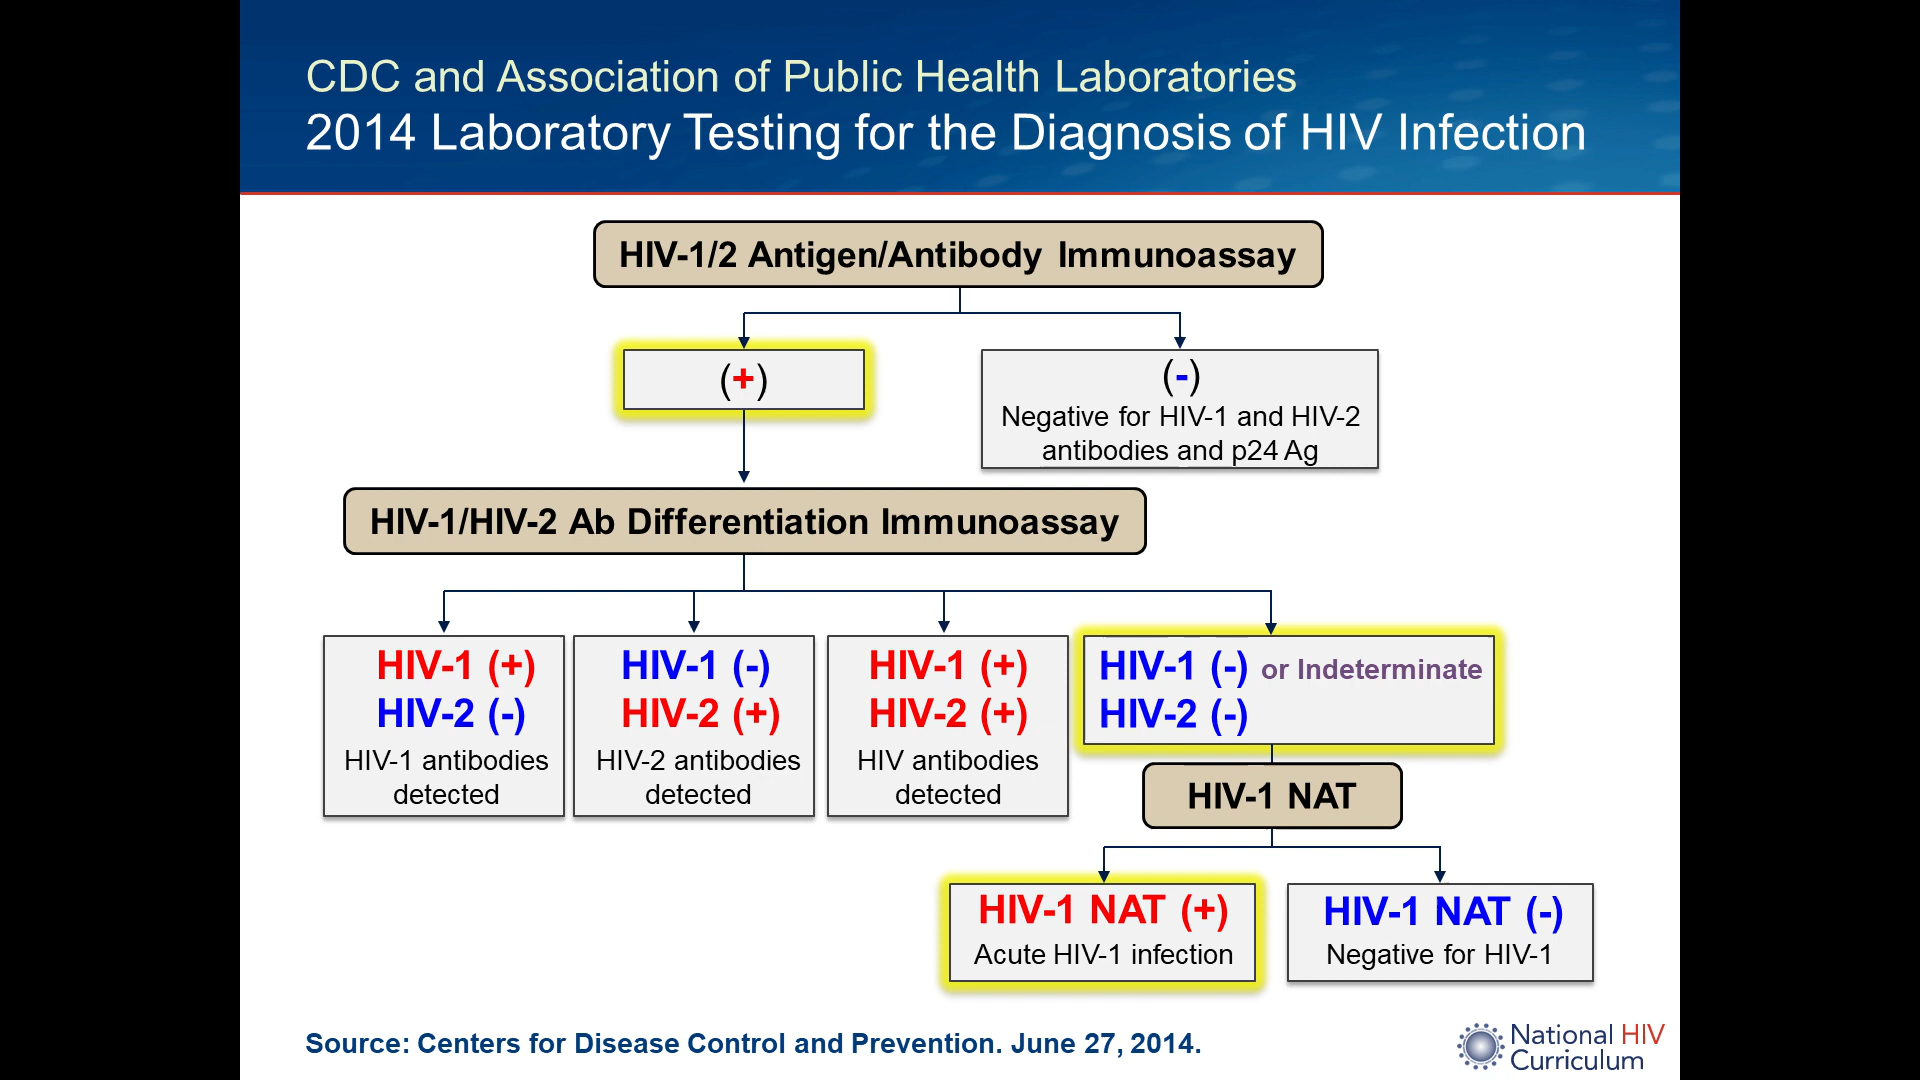 CDC and Association of Public Health Laboratories
2014 Laboratory Testing for the Diagnosis of HIV Infection
HIV-1/2 Antigen/Antibody Immunoassay
(+)
(-)
Negative for HIV-1 and HIV-2
antibodies and p24 Ag
HIV-1/HIV-2 Ab Differentiation Immunoassay
HIV-1 (+)
HIV-2 (-)
HIV-1 antibodies
detected
HIV-1 (-)
HIV-2 (+)
HIV-2 antibodies
detected
HIV-1 (+)
HIV-2 (+)
HIV antibodies
detected
HIV-1 (-) or Indeterminate
HIV-2 (-)
HIV-1 NAT
HIV-1 NAT (+)
Acute HIV-1 infection
HIV-1 NAT (-)
Negative for HIV-1
Source: Centers for Disease Control and Prevention. June 27, 2014.
National HIV
Curriculum